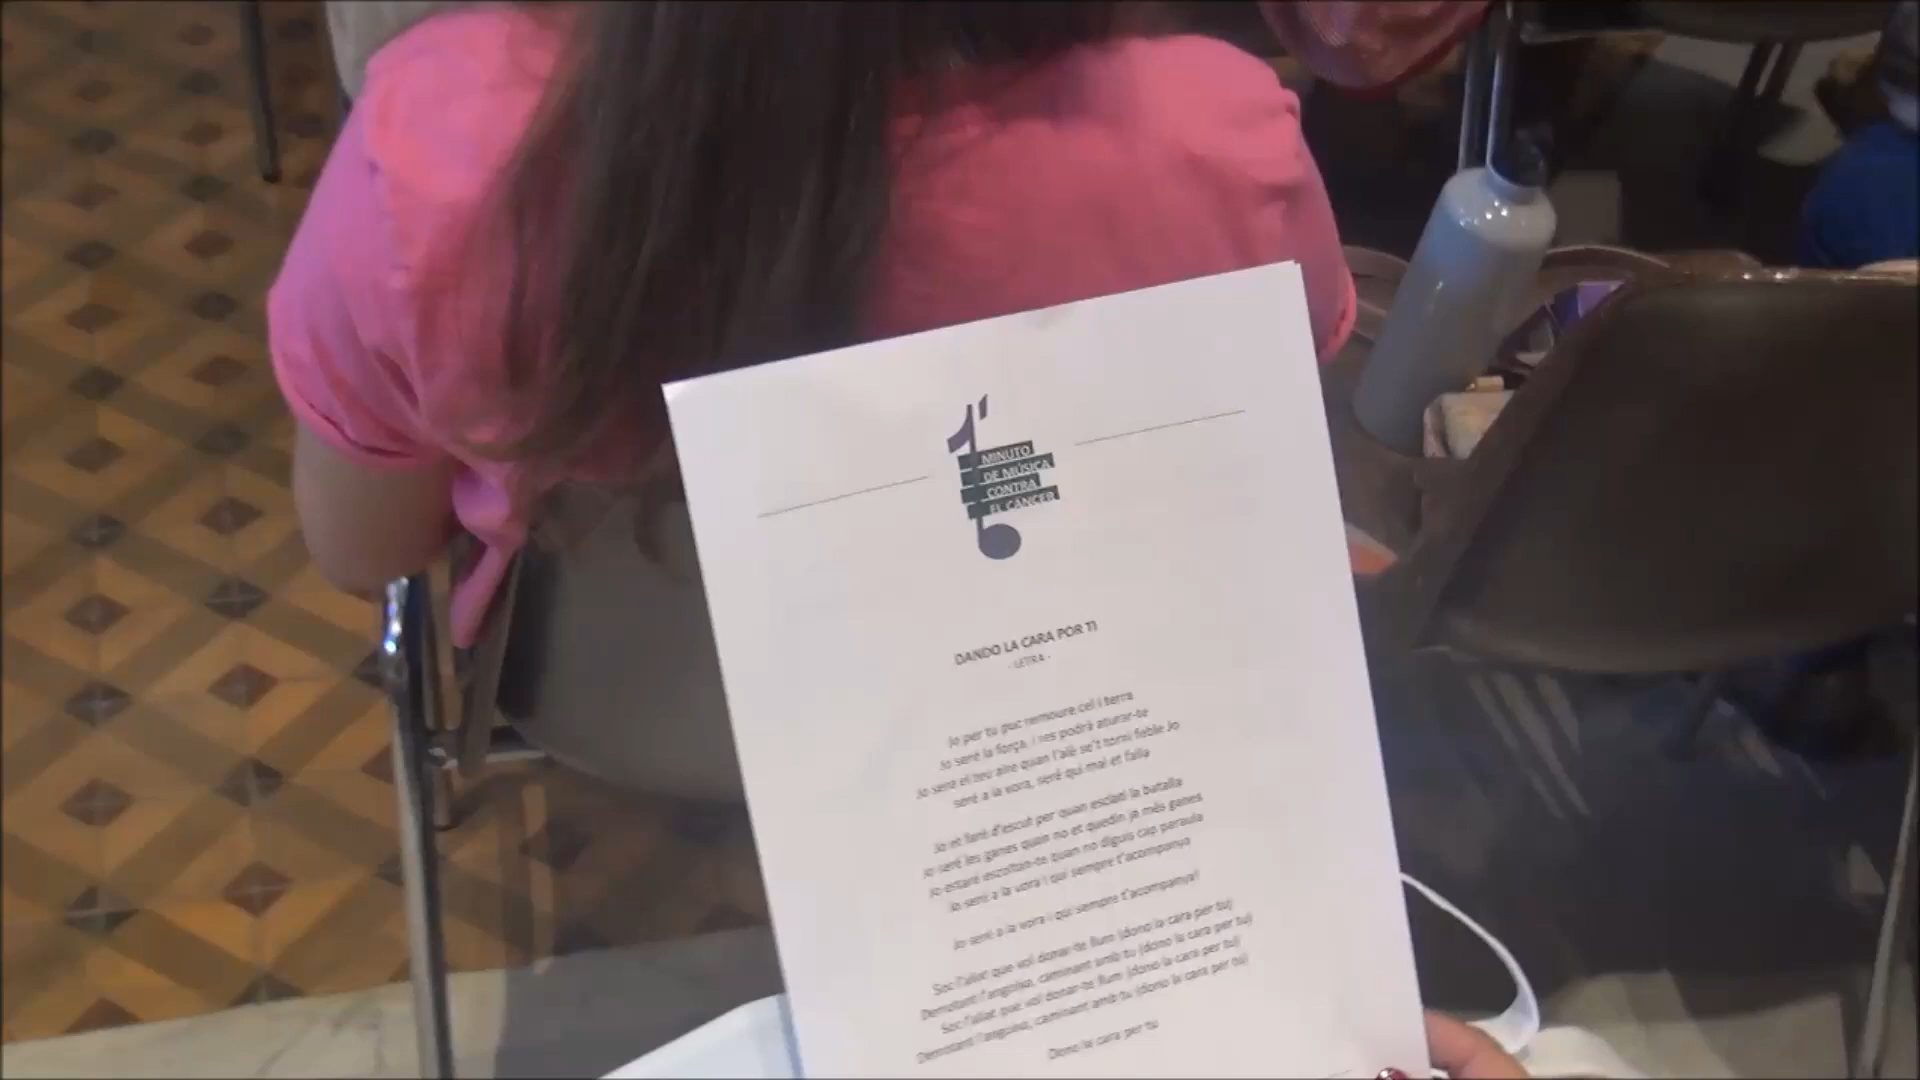 1'
MINUTO
DE MÚSICA
CONTRA
EL CÁNCER
DANDO LA CARA POR TI
- LETRA -
Jo per tu puc remoure cel i terra
Jo seré la força, i res podrà aturar-te
Jo seré el teu aire quan l'alè se't torni feble Jo
seré a la vora, seré qui mai et falla
Jo et faré d'escut per quan esclati la batalla
Jo seré les ganes quan no et quedin ja més ganes
Jo estaré escoltan-te quan no diguis cap paraula
Jo seré a la vora i qui sempre t'acompanya
Jo seré a la vora i qui sempre t'acompanya!
Soc l'aliat que vol donar-te llum (dono la cara per tu)
Derrotant l'angoixa, caminant amb tu (dono la cara per tu)
Soc l'aliat que vol donar-te llum (dono la cara per tu)
Derrotant l'angoixa, caminant amb tu (dono la cara per tu)
Dono la cara per tu